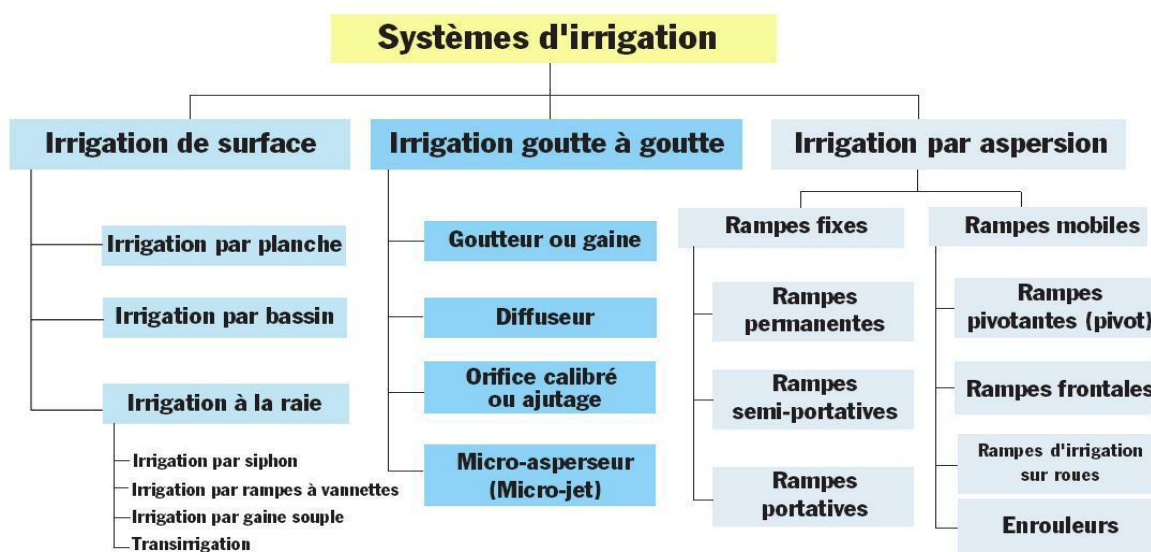 Systèmes d'irrigation
Irrigation de surface
Irrigation par planche
Irrigation par bassin
Irrigation à la raie
Irrigation par siphon
Irrigation par rampes à vannettes
Irrigation par gaine souple
Transirrigation
Irrigation goutte à goutte
Goutteur ou gaine
Diffuseur
Orifice calibré
ou ajutage
Micro-asperseur
(Micro-jet)
Irrigation par aspersion
Rampes fixes
Rampes
permanentes
Rampes
semi-portatives
Rampes
portatives
Rampes mobiles
Rampes
pivotantes (pivot)
Rampes frontales
Rampes d'irrigation
sur roues
Enrouleurs